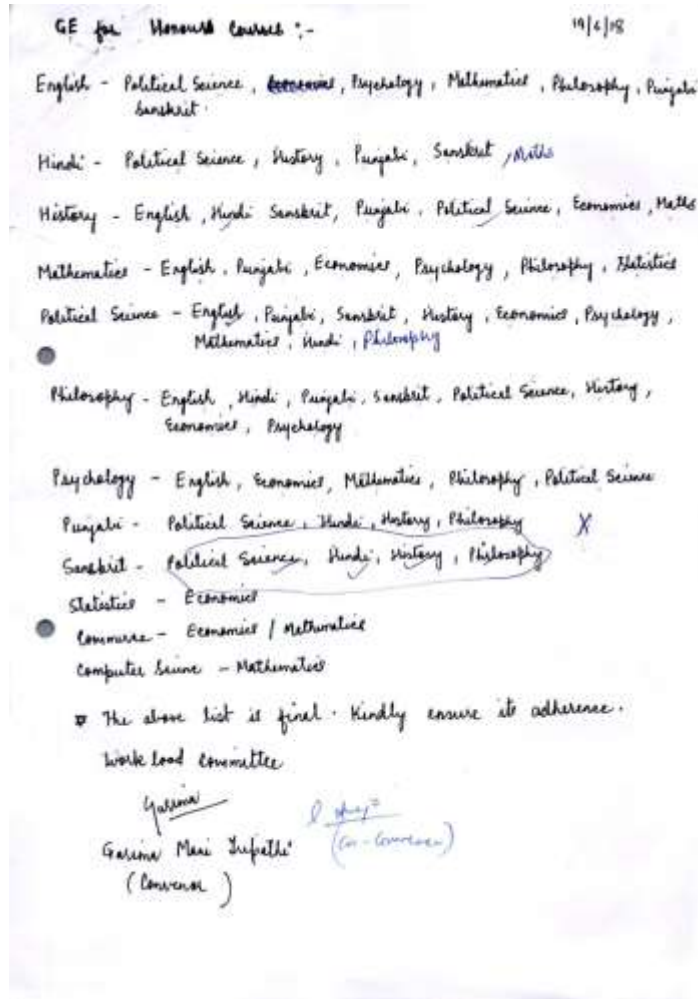 GE for Honours Courses :-
19/6/18
English - Political Science, Economics, Psychology, Mathematics, Philosophy, Punjabi
Sanskrit.
Hindi - Political Science, History, Punjabi, Sanskrit, Maths
History - English, Hindi Sanskrit, Punjabi, Political Science, Economics, Maths
Mathematics - English, Punjabi, Economics, Psychology, Philosophy, Statistics
Political Science - English, Punjabi, Sanskrit, History, Economics, Psychology,
Mathematics, Hindi, Philosophy
Philosophy - English, Hindi, Punjabi, Sanskrit, Political Science, History,
Economics, Psychology
Psychology - English, Economics, Mathematics, Philosophy, Political Science
Punjabi - Political Science, Hindi, History, Philosophy X
Sanskrit - Political Science, Hindi, History, Philosophy
Statistics - Economics
Commerce - Economics / Mathematics
Computer Science - Mathematics
The above list is final. Kindly ensure its adherence.
Work load Committee
Garima
Garima Mani Tripathi
(Co-Convenor)
(Convenor)